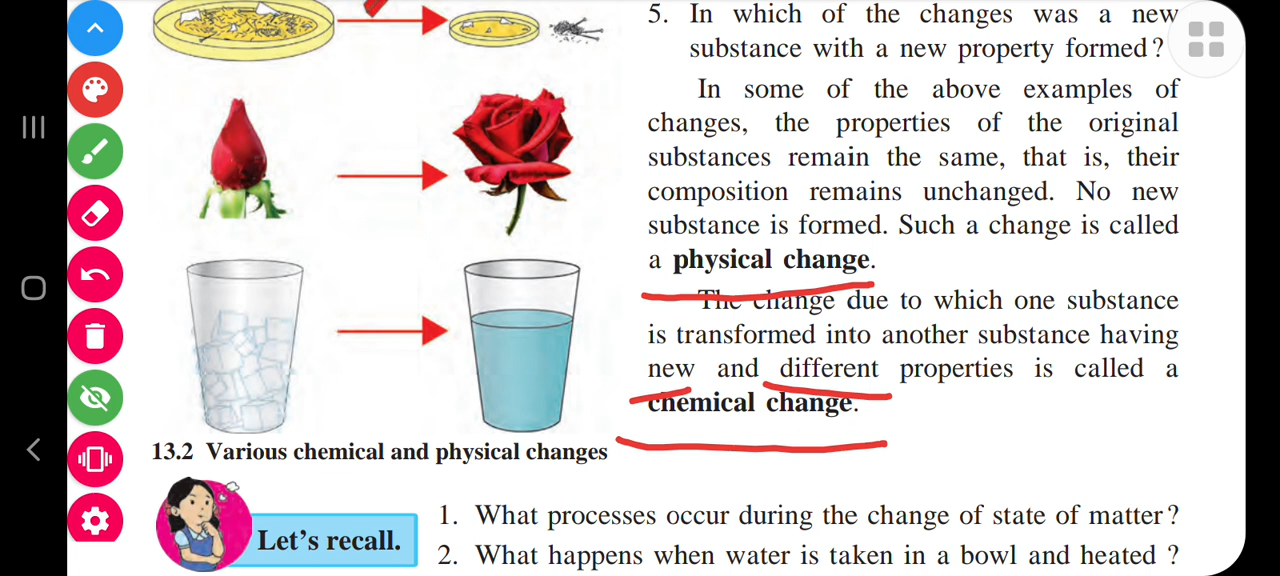 5. In which of the changes was a new
substance with a new property formed ?
In some of the above examples of
changes, the properties of the original
substances remain the same, that is, their
composition remains unchanged. No new
substance is formed. Such a change is called
a physical change.
The change due to which one substance
is transformed into another substance having
new and different properties is called a
chemical change.
13.2 Various chemical and physical changes
Let's recall.
1. What processes occur during the change of state of matter ?
2. What happens when water is taken in a bowl and heated ?